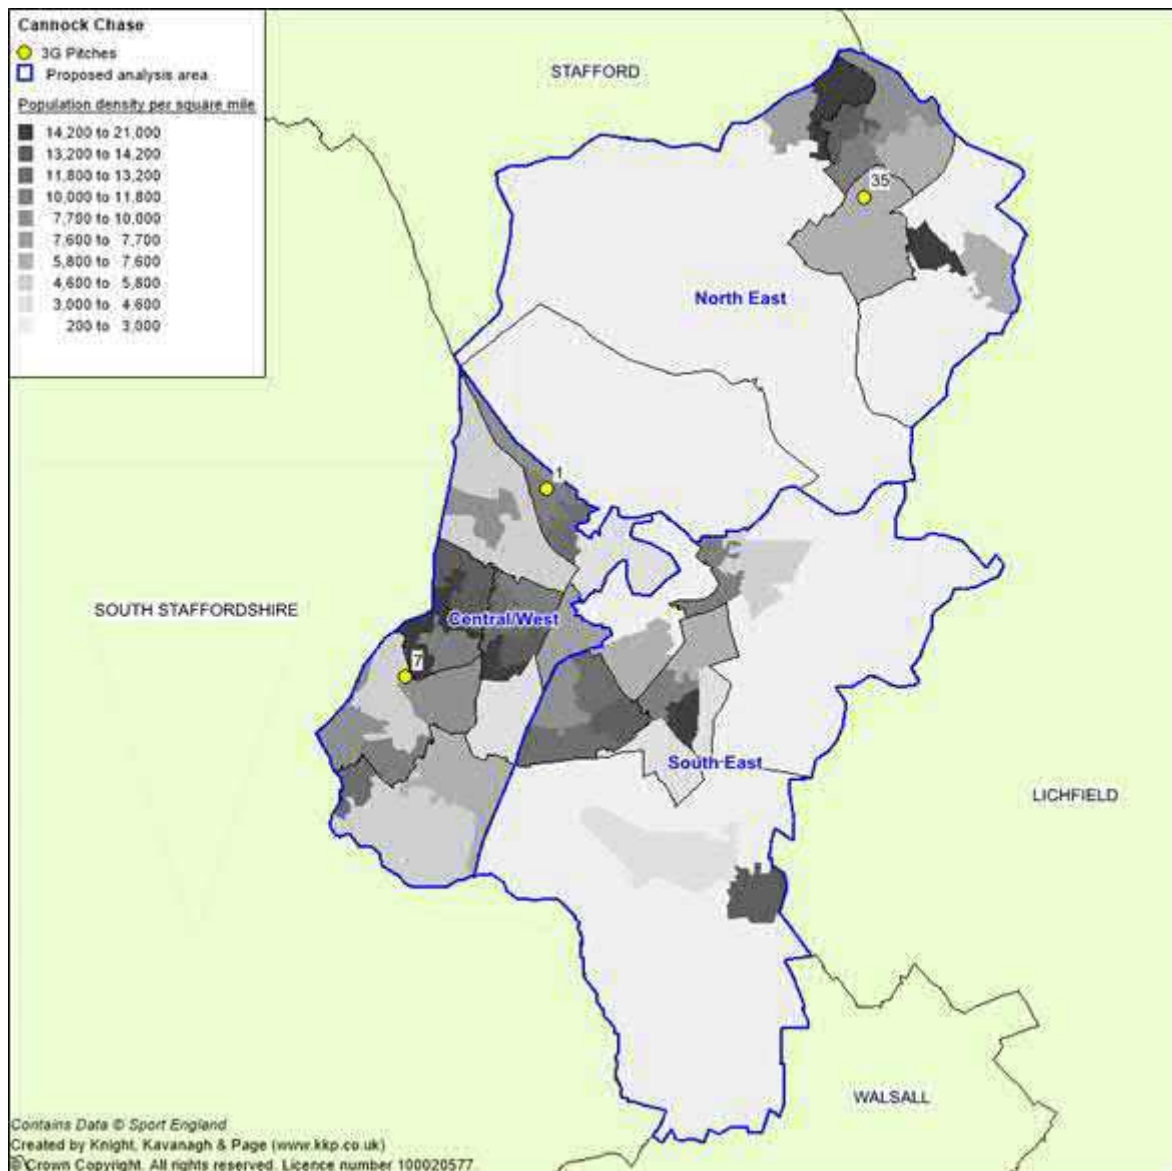 Cannock Chase
3G Pitches
Proposed analysis area
Population density per square mile
14,200 to 21,000
13,200 to 14,200
11,800 to 13,200
10,000 to 11,800
7,700 to 10,000
7,600 to 7,700
5,800 to 7,600
4,600 to 5,800
3,000 to 4,600
200 to 3,000
STAFFORD
35
North East
1
SOUTH STAFFORDSHIRE
Central/West
7
South East
LICHFIELD
WALSALL
Contains Data © Sport England
Created by Knight, Kavanagh & Page (www.kkp.co.uk)
© Crown Copyright. All rights reserved. Licence number 100020577.